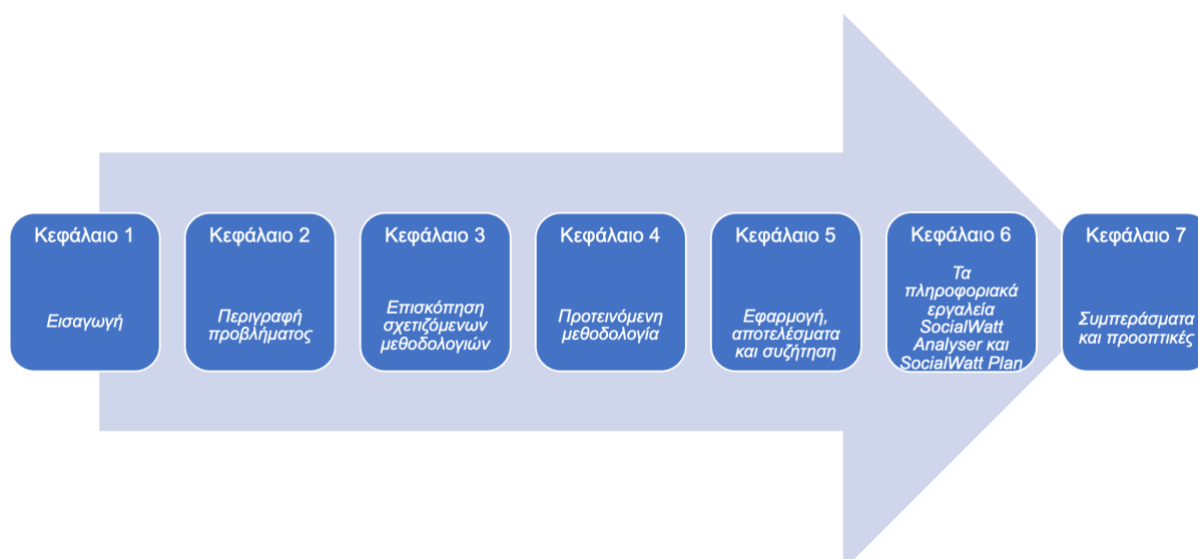 Κεφάλαιο 1
Εισαγωγή
Κεφάλαιο 2
Περιγραφή
προβλήματος
Κεφάλαιο 3
Επισκόπηση
σχετιζόμενων
μεθοδολογιών
Κεφάλαιο 4
Προτεινόμενη
μεθοδολογία
Κεφάλαιο 5
Εφαρμογή,
αποτελέσματα
και συζήτηση
Κεφάλαιο 6
Τα
πληροφοριακά
εργαλεία
SocialWatt
Analyser και
SocialWatt Plan
Κεφάλαιο 7
Συμπεράσματα
και προοπτικές